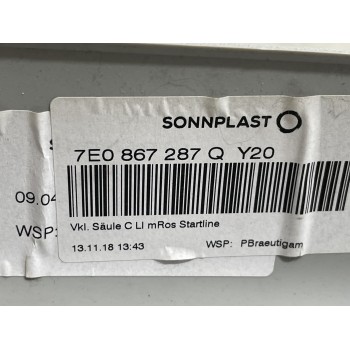 SONNPLAST
7E0 867 287 Q Y20
09.04
Vkl. Säule C LI mRos Startline
WSP:
13.11.18 13:43 WSP: PBraeutigam